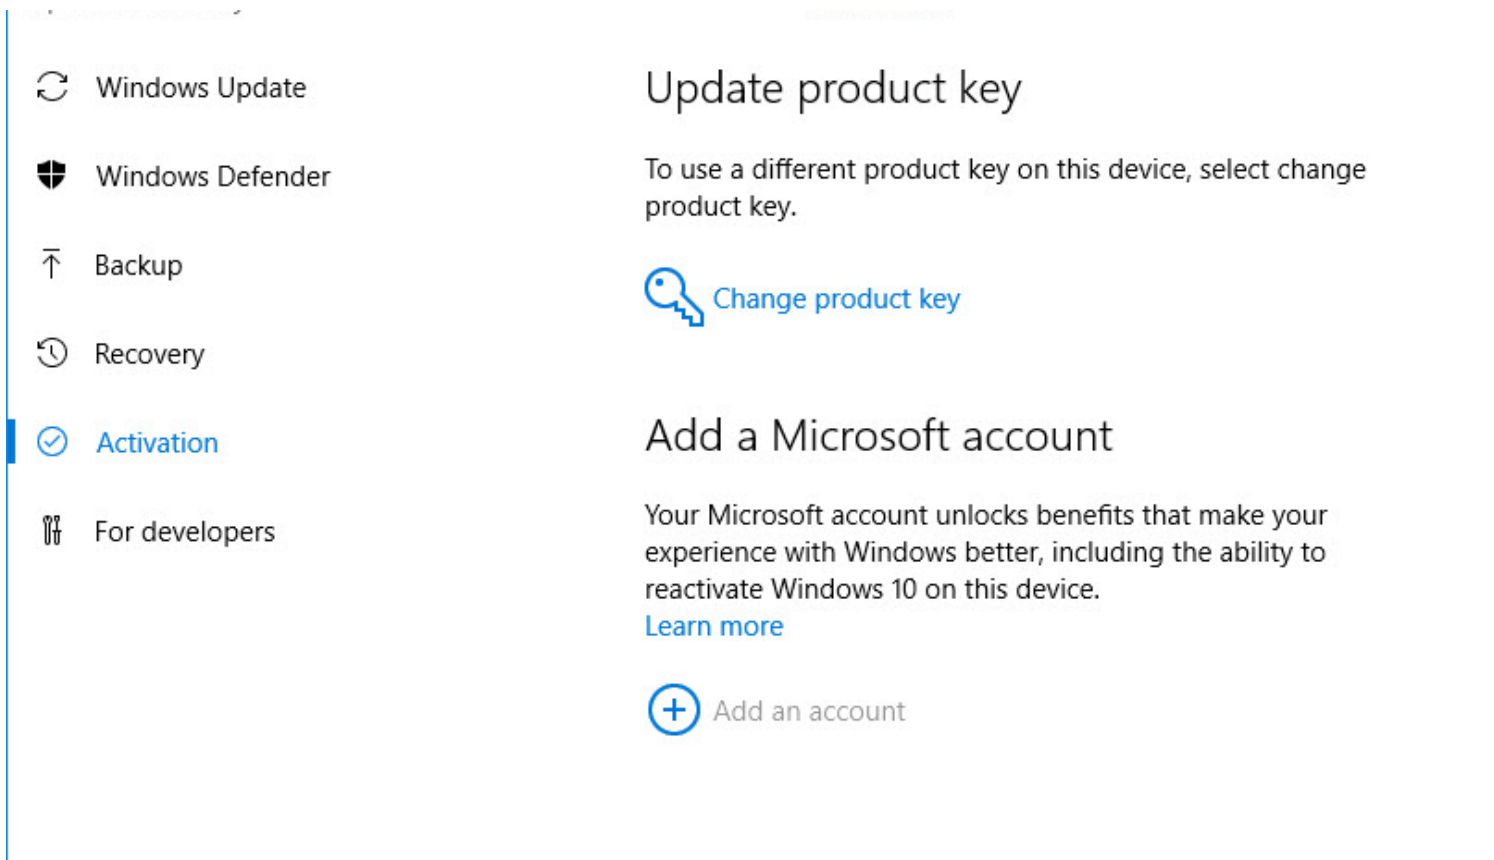 Windows Update
Windows Defender
Backup
Recovery
Activation
For developers
Update product key
To use a different product key on this device, select change
product key.
Change product key
Add a Microsoft account
Your Microsoft account unlocks benefits that make your
experience with Windows better, including the ability to
reactivate Windows 10 on this device.
Learn more
Add an account